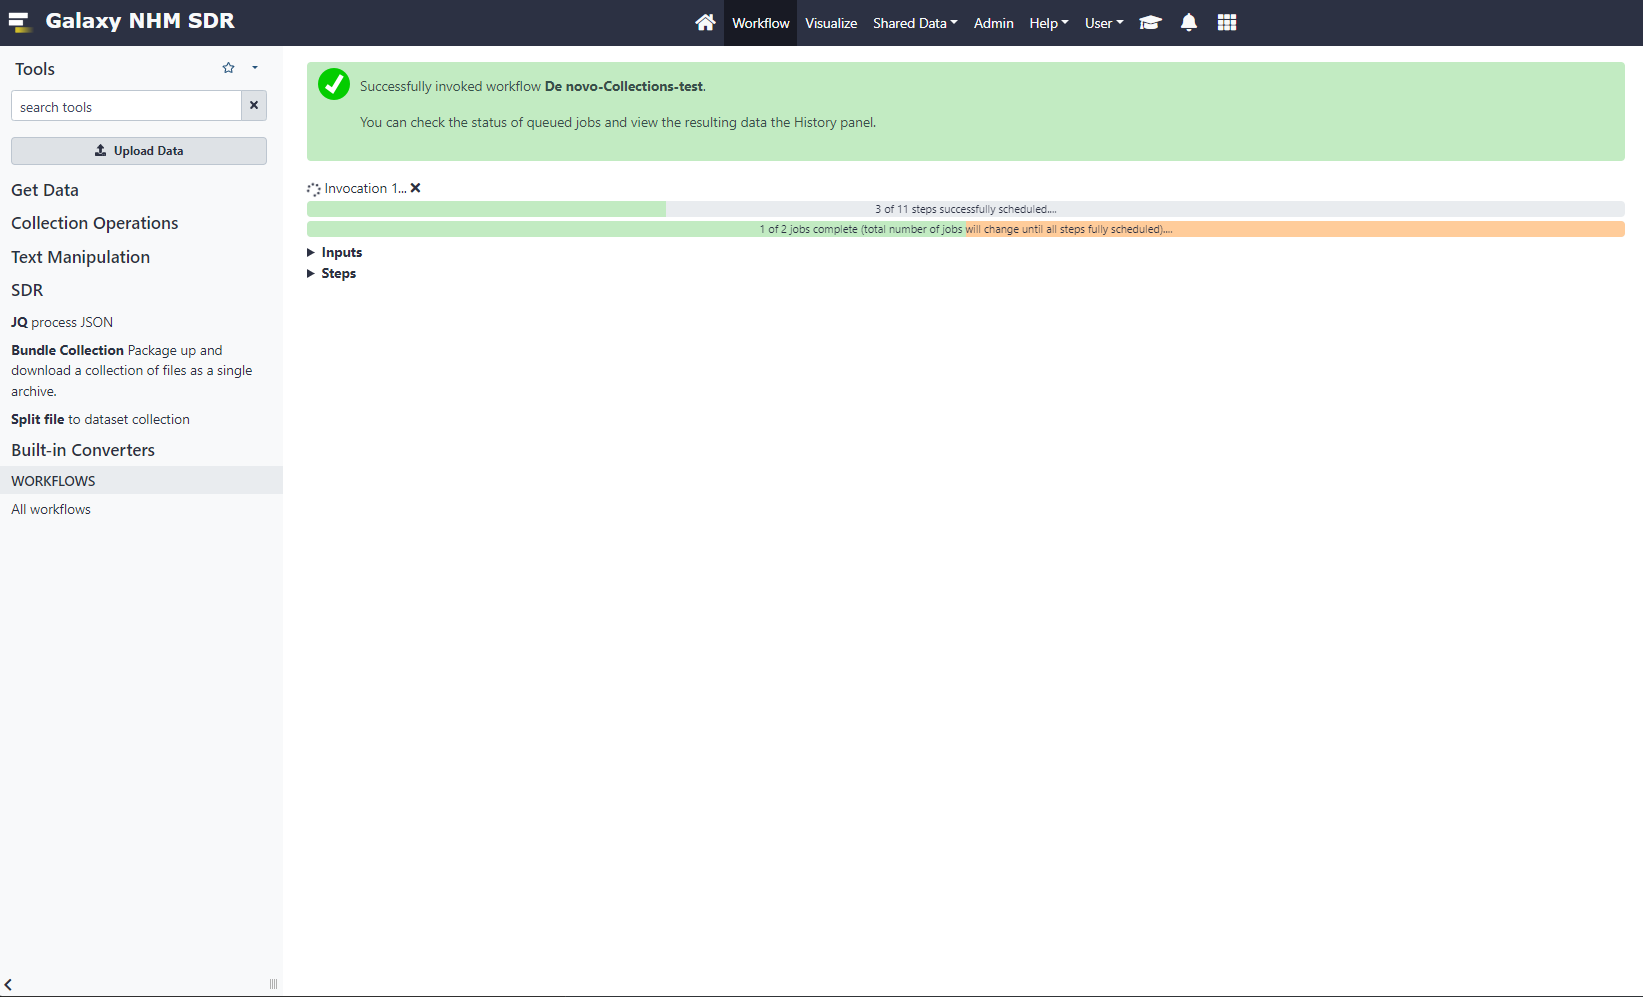 Galaxy NHM SDR
Workflow
Visualize
Shared Data
Admin
Help
User
Tools
search tools
Upload Data
Get Data
Collection Operations
Text Manipulation
SDR
JQ process JSON
Bundle Collection Package up and
download a collection of files as a single
archive.
Split file to dataset collection
Built-in Converters
WORKFLOWS
All workflows
Successfully invoked workflow De novo-Collections-test.
You can check the status of queued jobs and view the resulting data the History panel.
Invocation 1...
3 of 11 steps successfully scheduled....
1 of 2 jobs complete (total number of jobs will change until all steps fully scheduled)....
Inputs
Steps